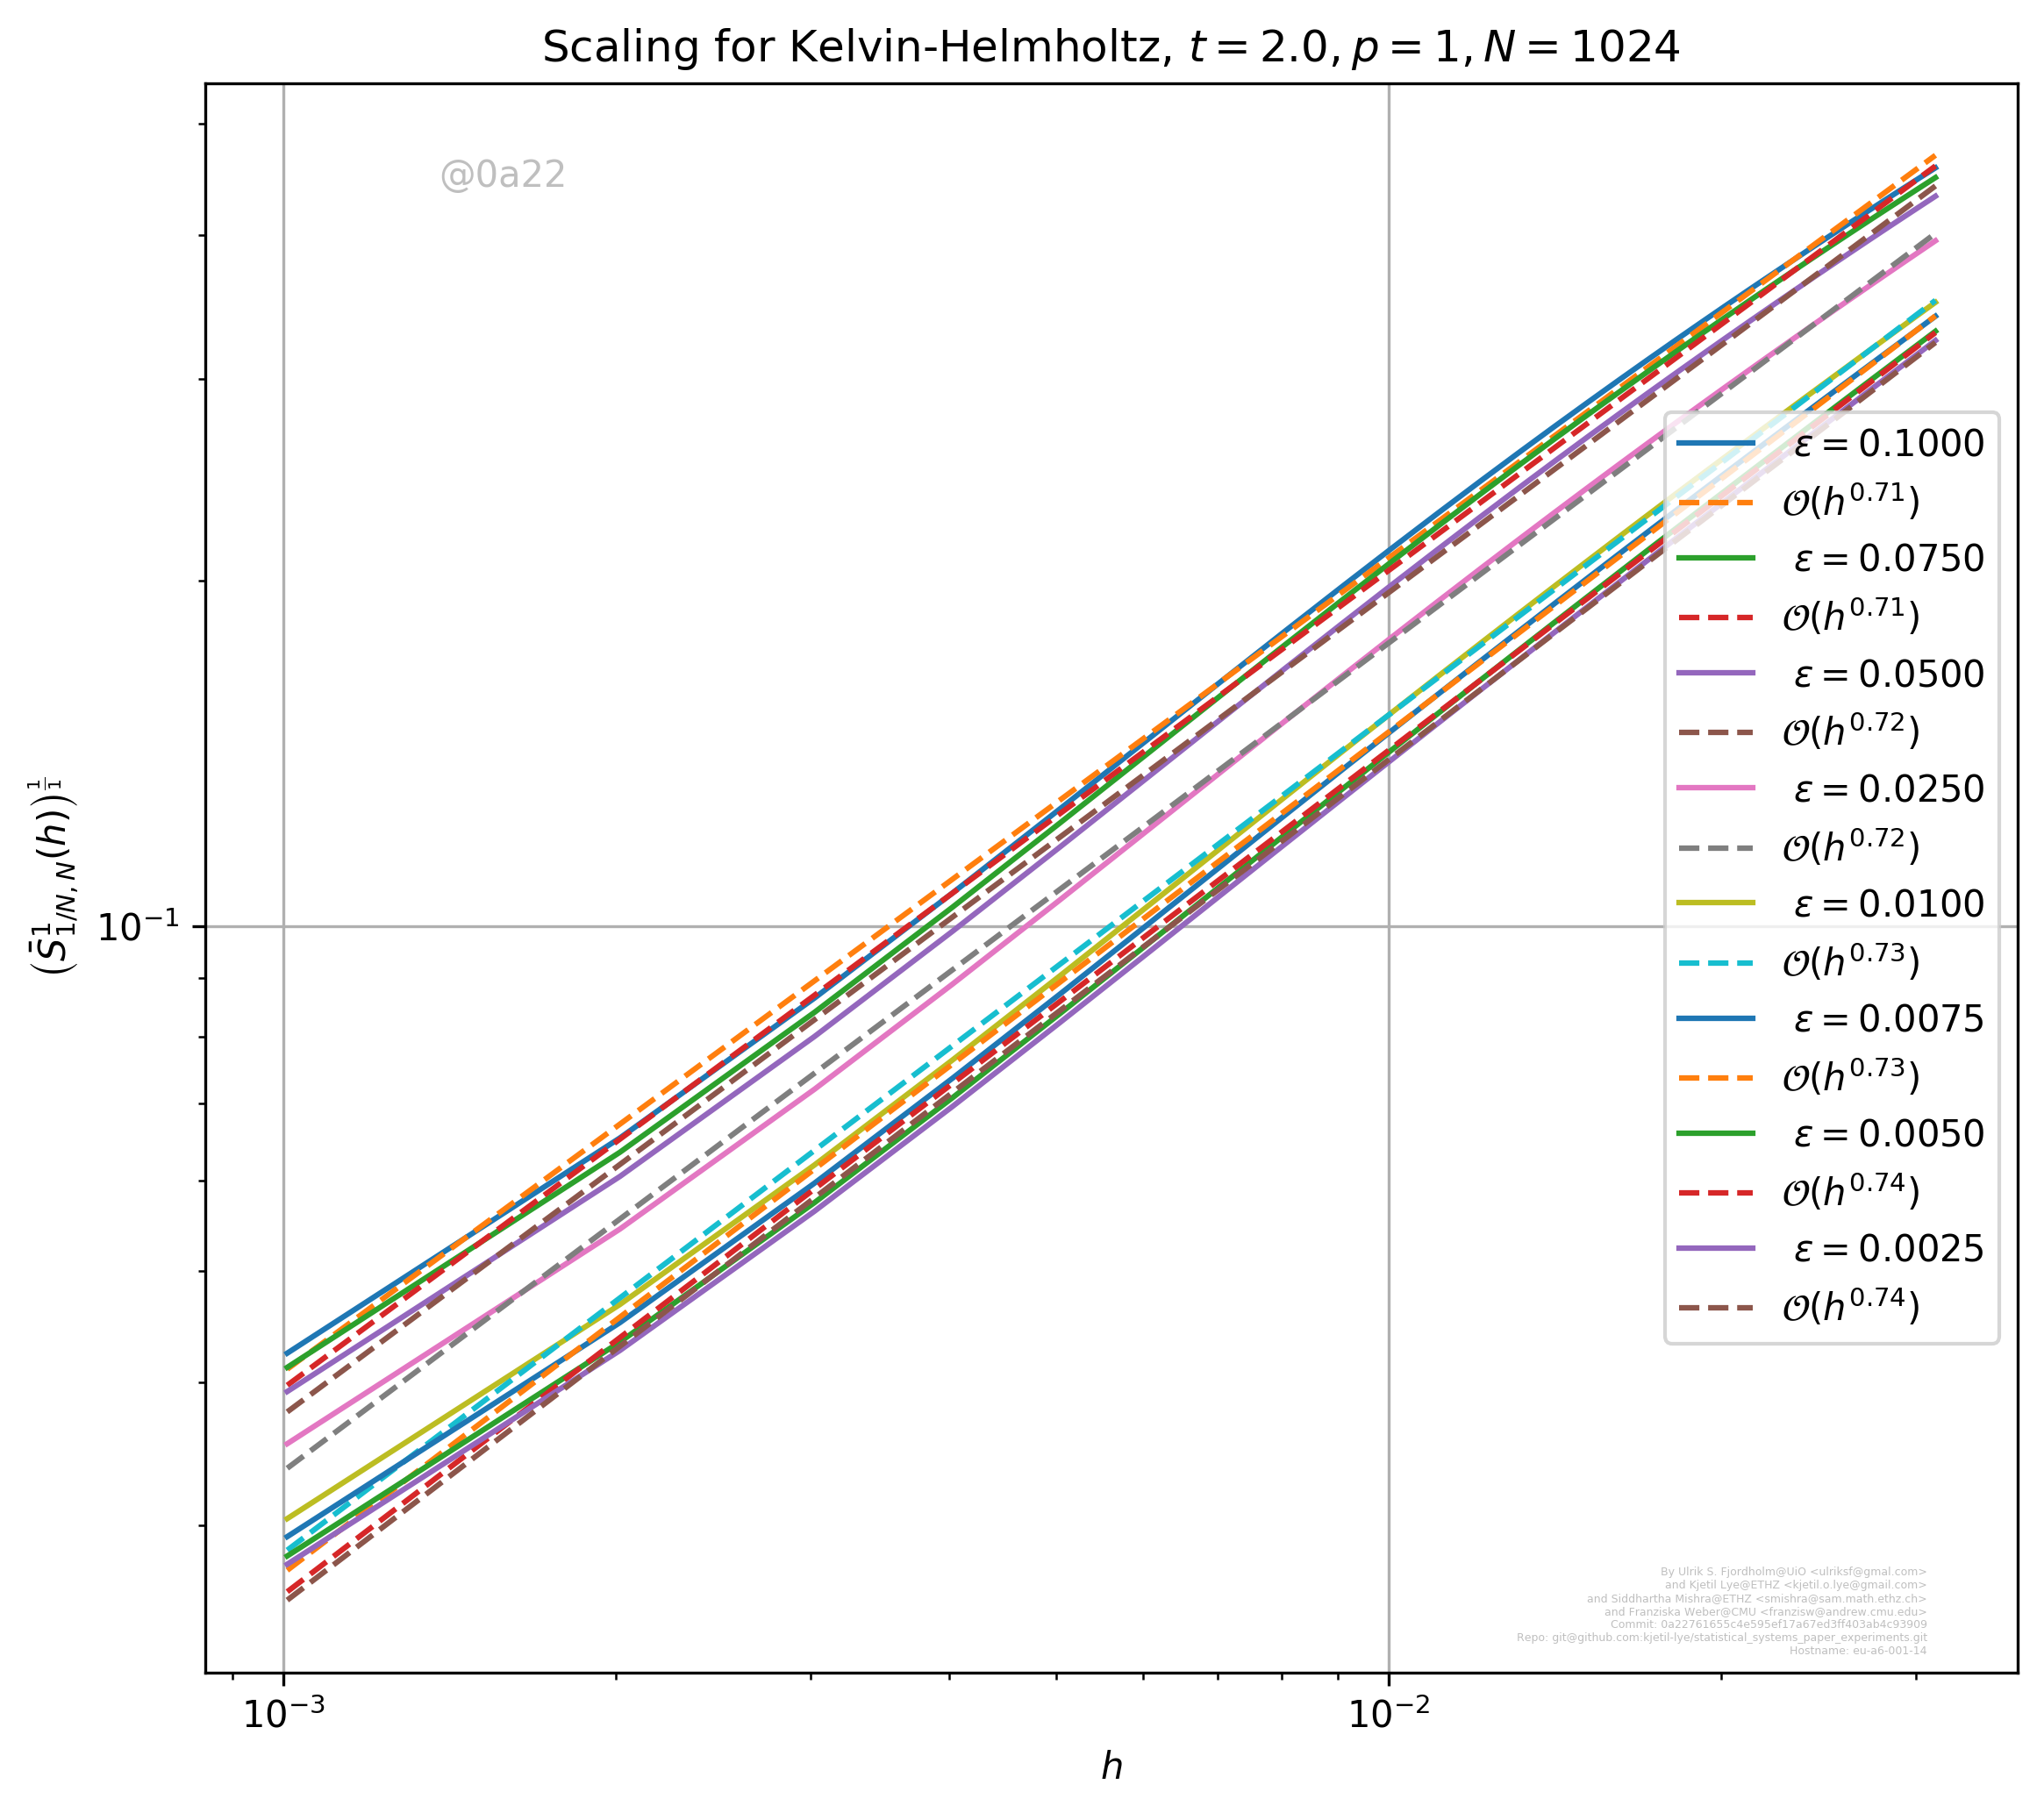 Scaling for Kelvin-Helmholtz, t = 2.0, p = 1, N = 1024
@0a22
(S̄¹₁/N, N(h))^(1/1)
10⁻¹
ε = 0.1000
𝒪(h^0.71)
ε = 0.0750
𝒪(h^0.71)
ε = 0.0500
𝒪(h^0.72)
ε = 0.0250
𝒪(h^0.72)
ε = 0.0100
𝒪(h^0.73)
ε = 0.0075
𝒪(h^0.73)
ε = 0.0050
𝒪(h^0.74)
ε = 0.0025
𝒪(h^0.74)
By Ulrik S. Fjordholm@UiO <ulriksf@gmal.com>
and Kjetil Lye@ETHZ <kjetil.o.lye@gmail.com>
and Siddhartha Mishra@ETHZ <smishra@sam.math.ethz.ch>
and Franziska Weber@CMU <franzisw@andrew.cmu.edu>
Commit: 0a22761655c4e595ef17a67ed3ff403ab4c93909
Repo: git@github.com:kjetil-lye/statistical_systems_paper_experiments.git
Hostname: eu-a6-001-14
10⁻³
10⁻²
h